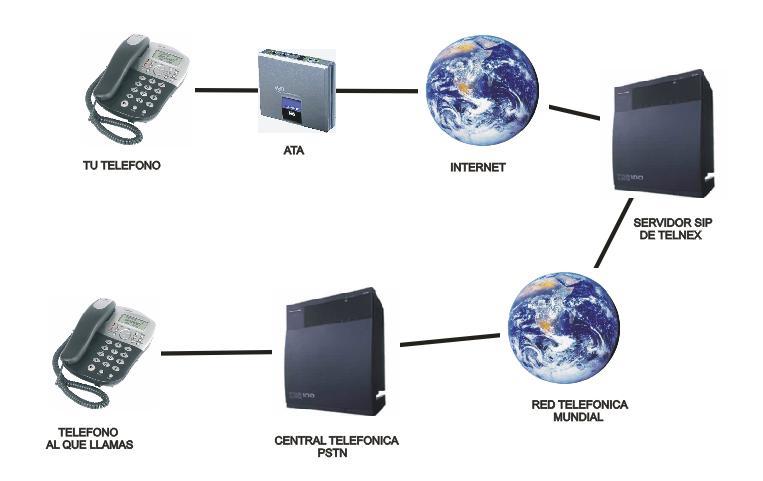 TU TELEFONO
ATA
INTERNET
SERVIDOR SIP
DE TELNEX
TELEFONO
AL QUE LLAMAS
CENTRAL TELEFONICA
PSTN
RED TELEFONICA
MUNDIAL